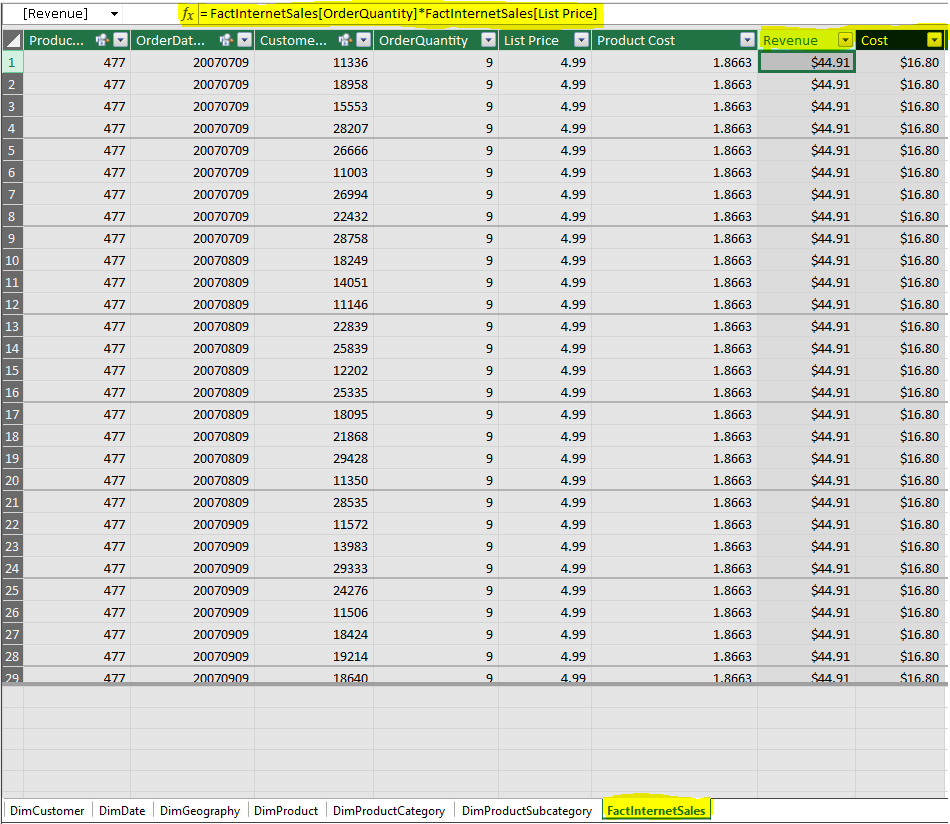 [Revenue] fx =FactInternetSales[OrderQuantity]*FactInternetSales[List Price]
Produc... OrderDat... Custome... OrderQuantity List Price Product Cost Revenue Cost
1 477 20070709 11336 9 4.99 1.8663 $44.91 $16.80
2 477 20070709 18958 9 4.99 1.8663 $44.91 $16.80
3 477 20070709 15553 9 4.99 1.8663 $44.91 $16.80
4 477 20070709 28207 9 4.99 1.8663 $44.91 $16.80
5 477 20070709 26666 9 4.99 1.8663 $44.91 $16.80
6 477 20070709 11003 9 4.99 1.8663 $44.91 $16.80
7 477 20070709 26994 9 4.99 1.8663 $44.91 $16.80
8 477 20070709 22432 9 4.99 1.8663 $44.91 $16.80
9 477 20070709 28758 9 4.99 1.8663 $44.91 $16.80
10 477 20070809 18249 9 4.99 1.8663 $44.91 $16.80
11 477 20070809 14051 9 4.99 1.8663 $44.91 $16.80
12 477 20070809 11146 9 4.99 1.8663 $44.91 $16.80
13 477 20070809 22839 9 4.99 1.8663 $44.91 $16.80
14 477 20070809 25839 9 4.99 1.8663 $44.91 $16.80
15 477 20070809 12202 9 4.99 1.8663 $44.91 $16.80
16 477 20070809 25335 9 4.99 1.8663 $44.91 $16.80
17 477 20070809 18095 9 4.99 1.8663 $44.91 $16.80
18 477 20070809 21868 9 4.99 1.8663 $44.91 $16.80
19 477 20070809 29428 9 4.99 1.8663 $44.91 $16.80
20 477 20070809 11350 9 4.99 1.8663 $44.91 $16.80
21 477 20070809 28535 9 4.99 1.8663 $44.91 $16.80
22 477 20070909 11572 9 4.99 1.8663 $44.91 $16.80
23 477 20070909 13983 9 4.99 1.8663 $44.91 $16.80
24 477 20070909 29333 9 4.99 1.8663 $44.91 $16.80
25 477 20070909 24276 9 4.99 1.8663 $44.91 $16.80
26 477 20070909 11506 9 4.99 1.8663 $44.91 $16.80
27 477 20070909 18424 9 4.99 1.8663 $44.91 $16.80
28 477 20070909 19214 9 4.99 1.8663 $44.91 $16.80
29 477 20070909 18640 9 4.99 1.8663 $44.91 $16.80
DimCustomer DimDate DimGeography DimProduct DimProductCategory DimProductSubcategory FactInternetSales